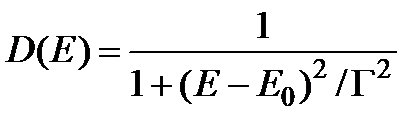 D(E) = 1 / (1 + (E − E₀)² / Γ²)